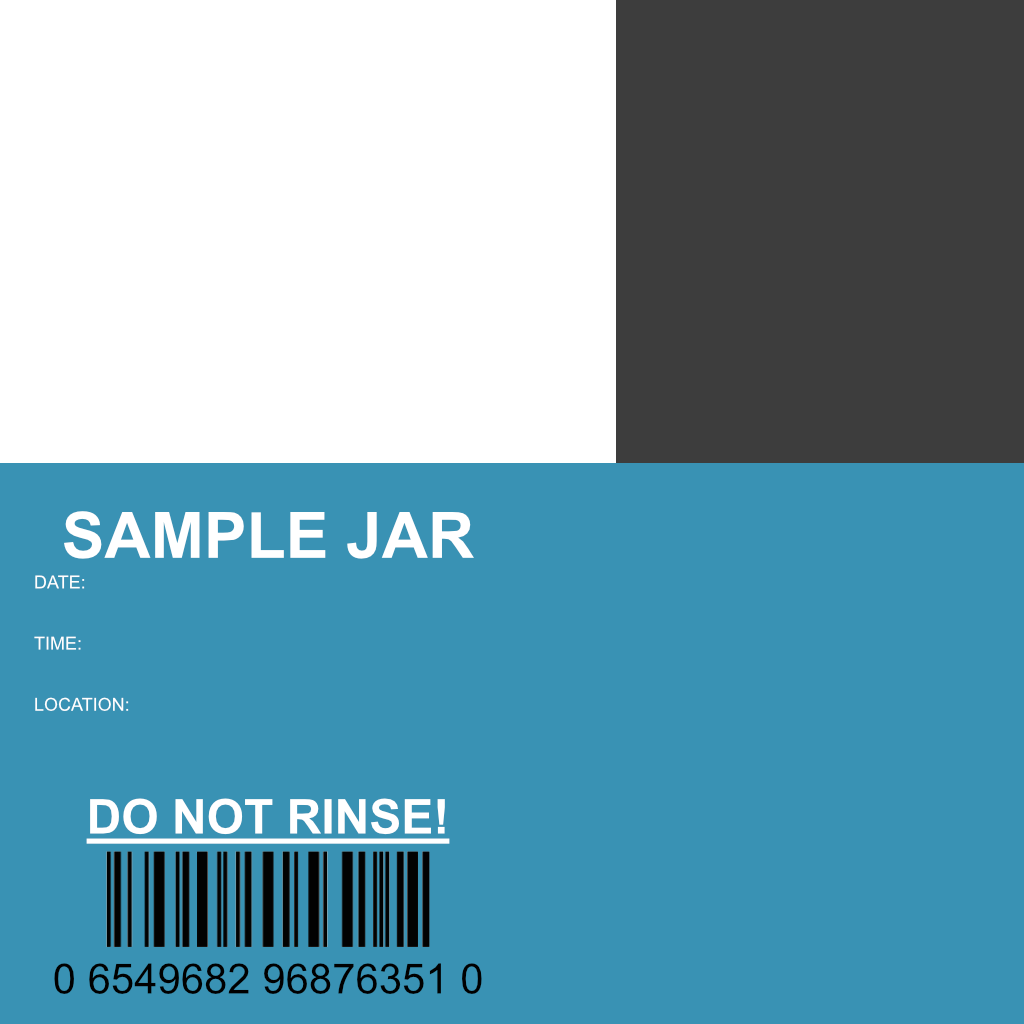 SAMPLE JAR
DATE:
TIME:
LOCATION:
DO NOT RINSE!
0 6549682 96876351 0